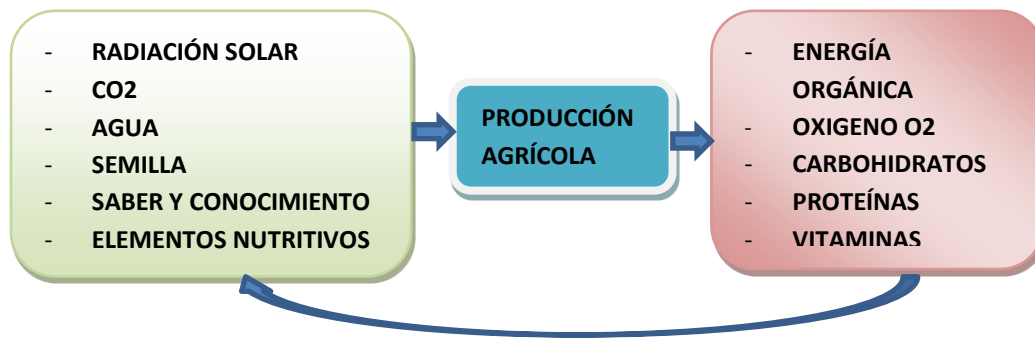 - RADIACIÓN SOLAR
- CO2
- AGUA
- SEMILLA
- SABER Y CONOCIMIENTO
- ELEMENTOS NUTRITIVOS
PRODUCCIÓN
AGRÍCOLA
- ENERGÍA
ORGÁNICA
- OXIGENO O2
- CARBOHIDRATOS
- PROTEÍNAS
- VITAMINAS